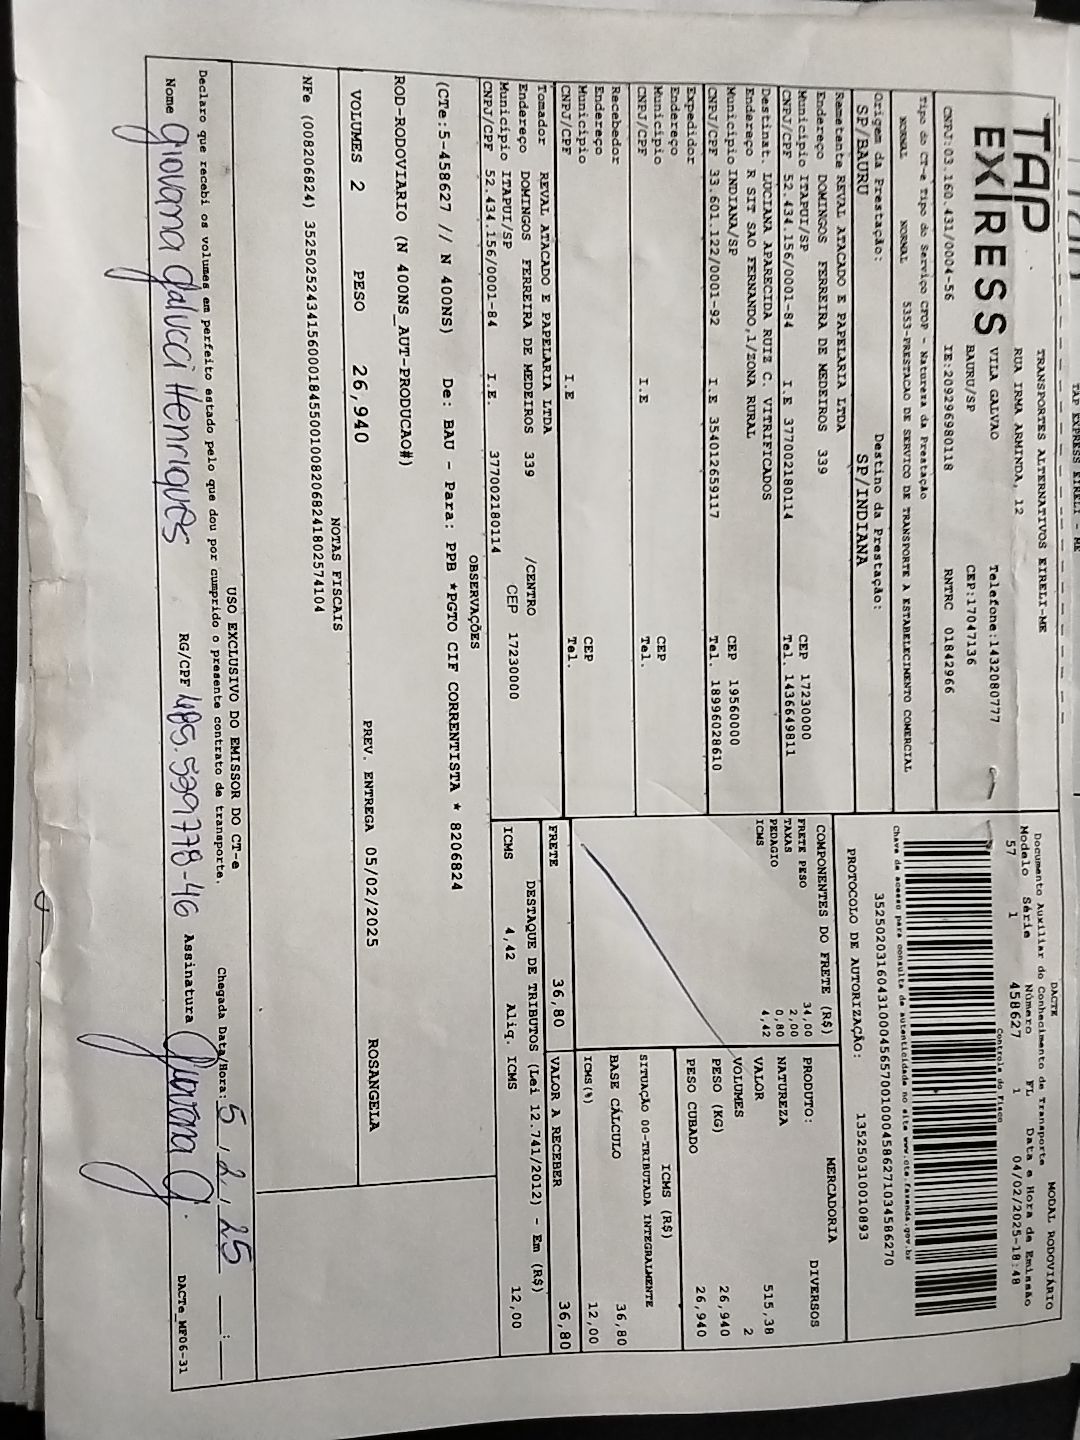 TAP EXPRESS EIRELI - ME
TAP
EXPRESS
TRANSPORTES ALTERNATIVOS EIRELI-ME
RUA IRMA ARMINDA, 12
VILA GALVAO Telefone:1432080777
BAURU/SP CEP:17047136
CNPJ:03.160.431/0004-56 IE:209296980118 RNTRC 01842966
DACTE MODAL RODOVIÁRIO
Documento Auxiliar do Conhecimento de Transporte
Modelo Série Número FL Data e Hora de Emissão
57 1 458627 1 04/02/2025-18:48
Controle do Fisco
Chave de acesso para consulta de autenticidade no site www.cte.fazenda.gov.br
PROTOCOLO DE AUTORIZAÇÃO: 135250310010893
Tipo do CT-e Tipo do Serviço CFOP - Natureza da Prestação
NORMAL NORMAL 5353-PRESTACAO DE SERVICO DE TRANSPORTE A ESTABELECIMENTO COMERCIAL
Origem da Prestação: Destino da Prestação:
SP/BAURU SP/INDIANA
Remetente REVAL ATACADO E PAPELARIA LTDA
Endereço DOMINGOS FERREIRA DE MEDEIROS 339
Município ITAPUI/SP CEP 17230000
CNPJ/CPF 52.434.156/0001-84 I.E 377002180114 Tel. 1436649811
Destinat. LUCIANA APARECIDA RUIZ C. VITRIFICADOS
Endereço R SIT SAO FERNANDO,1/ZONA RURAL
Município INDIANA/SP CEP 19560000
CNPJ/CPF 33.601.122/0001-92 I.E 354012659117 Tel. 18996028610
Expedidor
Endereço
Município CEP
CNPJ/CPF I.E Tel.
Recebedor
Endereço
Município CEP
CNPJ/CPF I.E Tel.
Tomador REVAL ATACADO E PAPELARIA LTDA
Endereço DOMINGOS FERREIRA DE MEDEIROS 339 /CENTRO
Município ITAPUI/SP CEP 17230000
CNPJ/CPF 52.434.156/0001-84 I.E. 377002180114
COMPONENTES DO FRETE (R$)
FRETE PESO 34,00
TAXAS 2,00
PEDAGIO 0,80
ICMS 4,42
FRETE 36,80
MERCADORIA
PRODUTO: DIVERSOS
NATUREZA
VALOR 515,38
VOLUMES 2
PESO (KG) 26,940
PESO CUBADO 26,940
ICMS (R$)
SITUAÇÃO 00-TRIBUTADA INTEGRALMENTE
BASE CÁLCULO 36,80
ICMS(%) 12,00
VALOR A RECEBER 36,80
DESTAQUE DE TRIBUTOS (Lei 12.741/2012) - Em (R$)
ICMS 4,42 Aliq. ICMS 12,00
OBSERVAÇÕES
(CTe:5-458627 // N 400NS) De: BAU - Para: PPB *PGTO CIF CORRENTISTA * 8206824
ROD-RODOVIARIO (N 400NS_AUT-PRODUCAO#)
VOLUMES 2 PESO 26,940 PREV. ENTREGA 05/02/2025 ROSANGELA
NOTAS FISCAIS
NFe (008206824) 35250252434156000184550010082068241802574104
USO EXCLUSIVO DO EMISSOR DO CT-e
Declaro que recebi os volumes em perfeito estado pelo que dou por cumprido o presente contrato de transporte. Chegada Data/Hora: 5/2/25 __:__
Nome giovanna galucci Henriques RG/CPF 485.539778-46 Assinatura Giovanna G.
DACTe_MF06-31